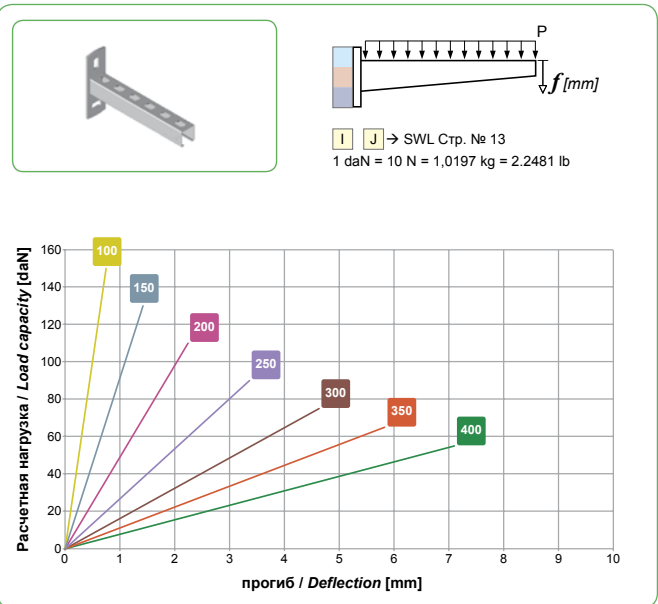 P
f [mm]
I J → SWL Стр. № 13
1 daN = 10 N = 1,0197 kg = 2.2481 lb
Расчетная нагрузка / Load capacity [daN]
160
140
120
100
80
60
40
20
0
100
150
200
250
300
350
400
0 1 2 3 4 5 6 7 8 9 10
прогиб / Deflection [mm]